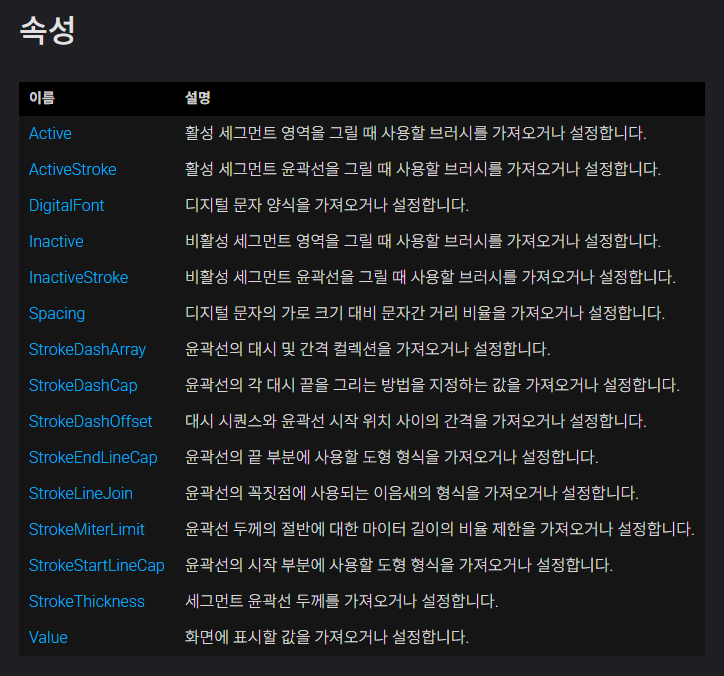 속성
이름 설명
Active 활성 세그먼트 영역을 그릴 때 사용할 브러시를 가져오거나 설정합니다.
ActiveStroke 활성 세그먼트 윤곽선을 그릴 때 사용할 브러시를 가져오거나 설정합니다.
DigitalFont 디지털 문자 양식을 가져오거나 설정합니다.
Inactive 비활성 세그먼트 영역을 그릴 때 사용할 브러시를 가져오거나 설정합니다.
InactiveStroke 비활성 세그먼트 윤곽선을 그릴 때 사용할 브러시를 가져오거나 설정합니다.
Spacing 디지털 문자의 가로 크기 대비 문자간 거리 비율을 가져오거나 설정합니다.
StrokeDashArray 윤곽선의 대시 및 간격 컬렉션을 가져오거나 설정합니다.
StrokeDashCap 윤곽선의 각 대시 끝을 그리는 방법을 지정하는 값을 가져오거나 설정합니다.
StrokeDashOffset 대시 시퀀스와 윤곽선 시작 위치 사이의 간격을 가져오거나 설정합니다.
StrokeEndLineCap 윤곽선의 끝 부분에 사용할 도형 형식을 가져오거나 설정합니다.
StrokeLineJoin 윤곽선의 꼭짓점에 사용되는 이음새의 형식을 가져오거나 설정합니다.
StrokeMiterLimit 윤곽선 두께의 절반에 대한 마이터 길이의 비율 제한을 가져오거나 설정합니다.
StrokeStartLineCap 윤곽선의 시작 부분에 사용할 도형 형식을 가져오거나 설정합니다.
StrokeThickness 세그먼트 윤곽선 두께를 가져오거나 설정합니다.
Value 화면에 표시할 값을 가져오거나 설정합니다.